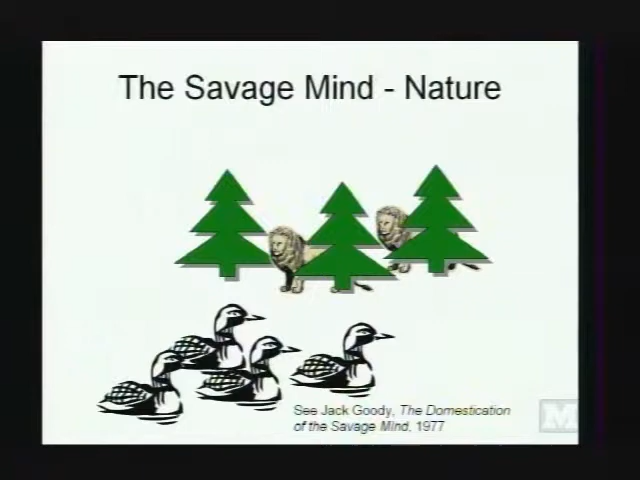 The Savage Mind - Nature
See Jack Goody, The Domestication
of the Savage Mind, 1977
M